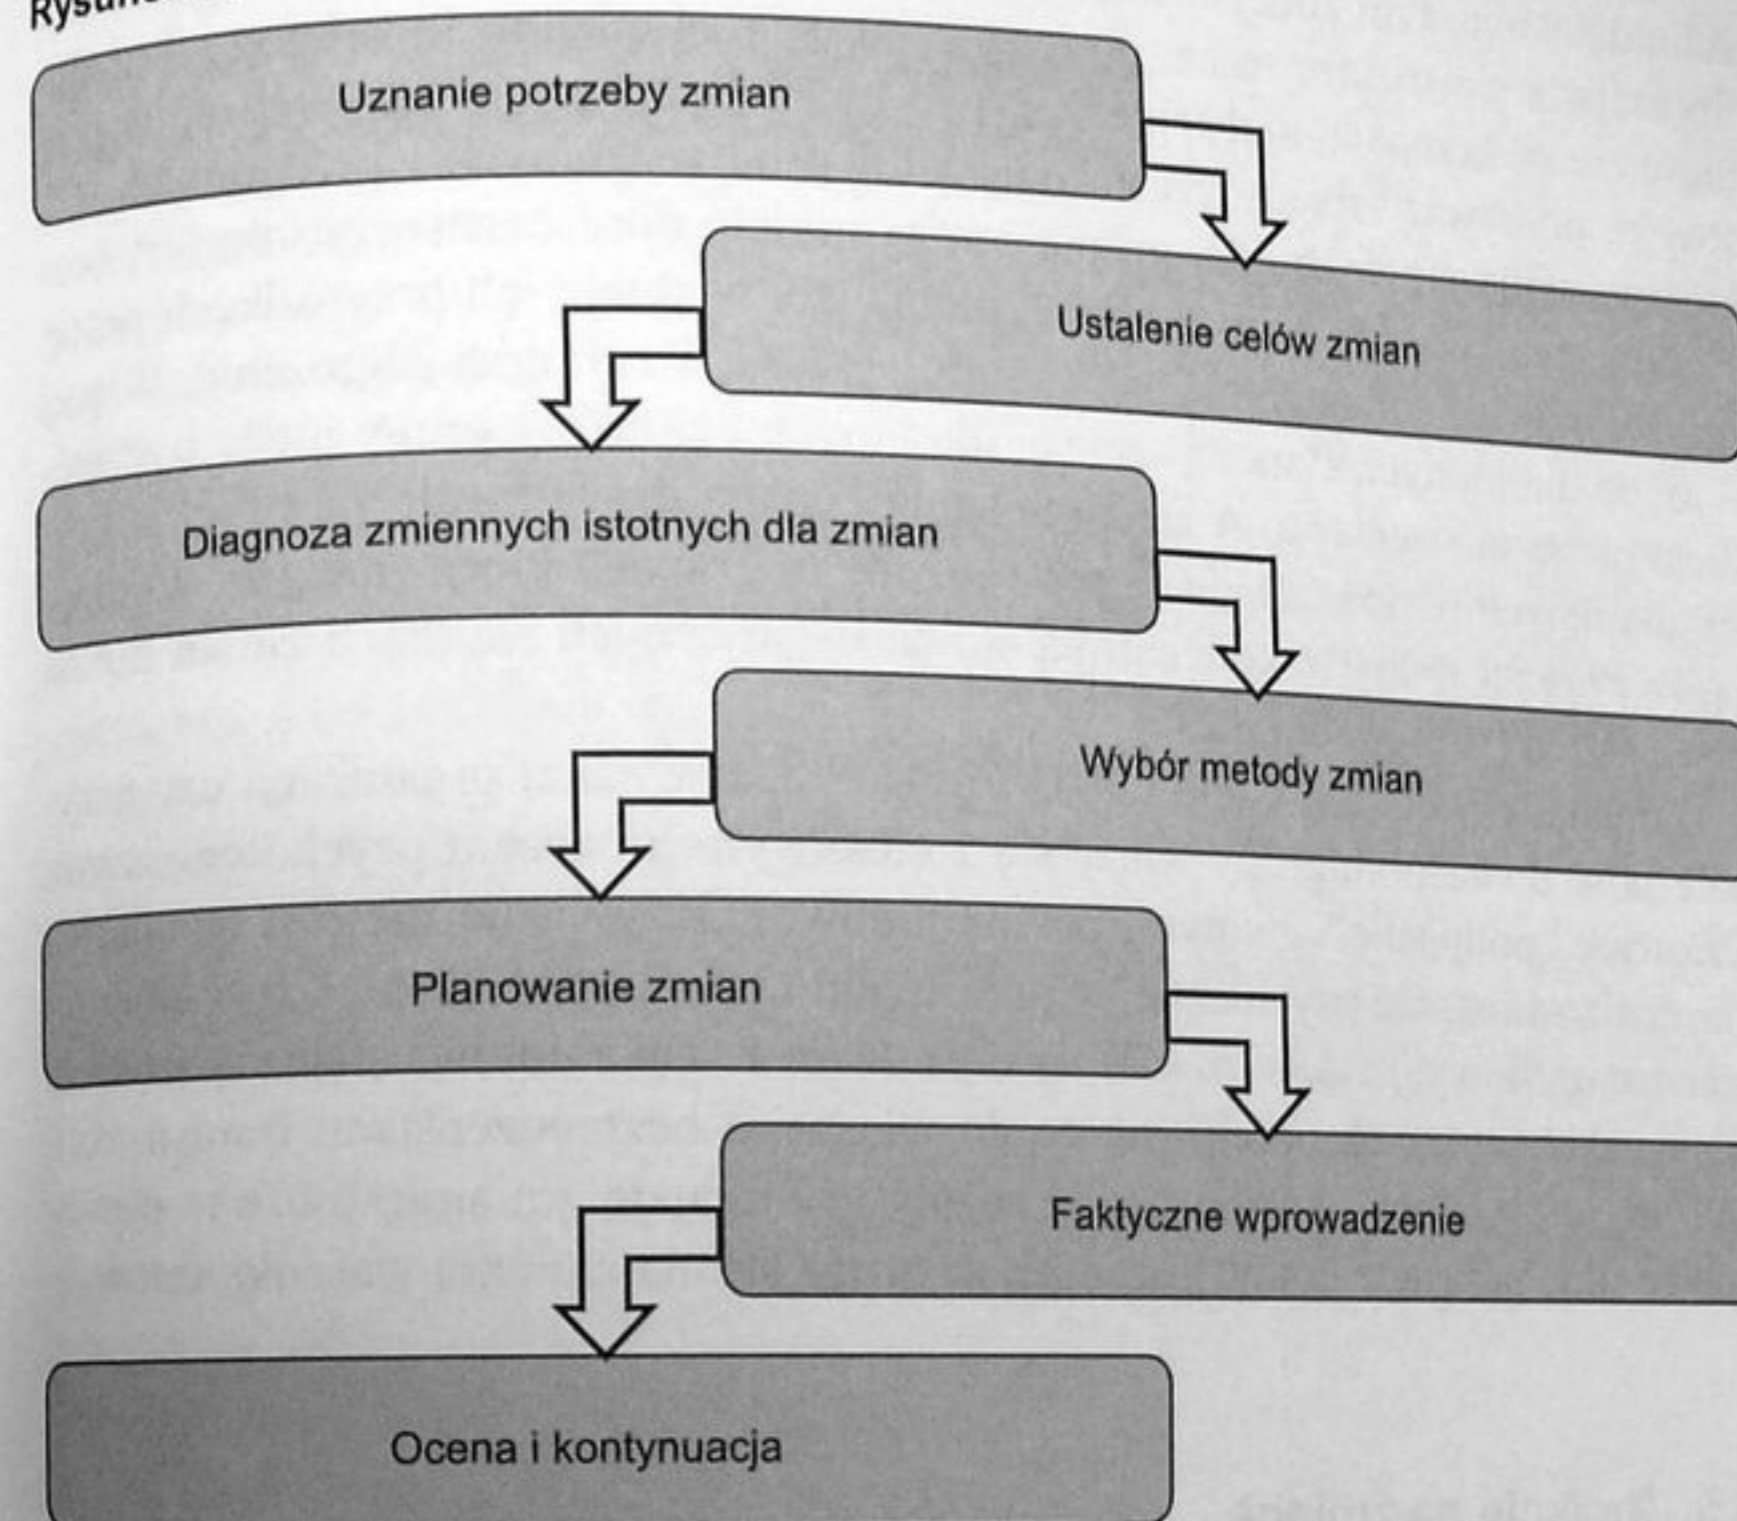 Uznanie potrzeby zmian
Ustalenie celów zmian
Diagnoza zmiennych istotnych dla zmian
Wybór metody zmian
Planowanie zmian
Faktyczne wprowadzenie
Ocena i kontynuacja